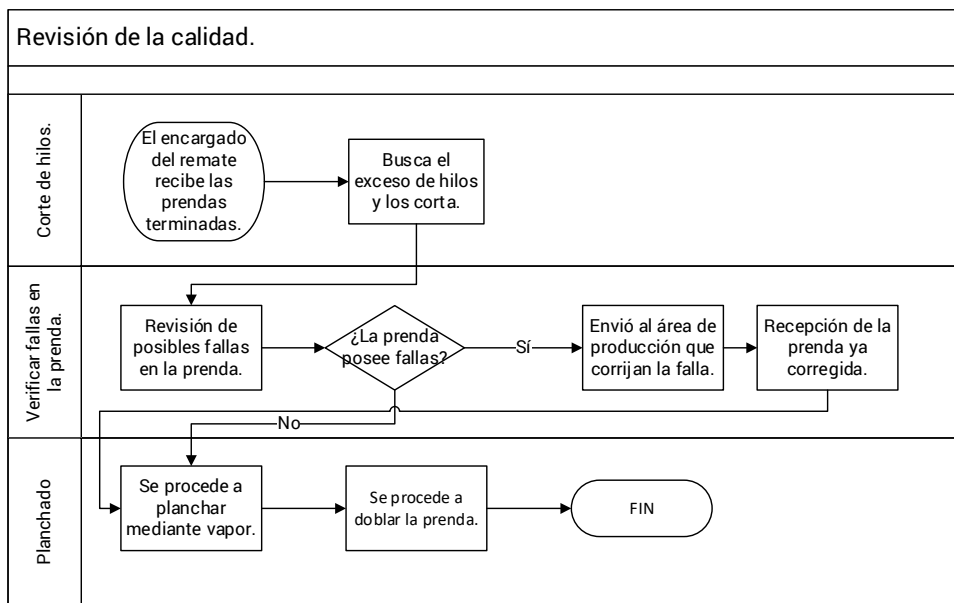 Revisión de la calidad.
Corte de hilos.
El encargado
del remate
recibe las
prendas
terminadas.
Busca el
exceso de hilos
y los corta.
Verificar fallas en
la prenda.
Revisión de
posibles fallas
en la prenda.
¿La prenda
posee fallas?
Sí
Envió al área de
producción que
corrijan la falla.
Recepción de la
prenda ya
corregida.
No
Planchado
Se procede a
planchar
mediante vapor.
Se procede a
doblar la prenda.
FIN